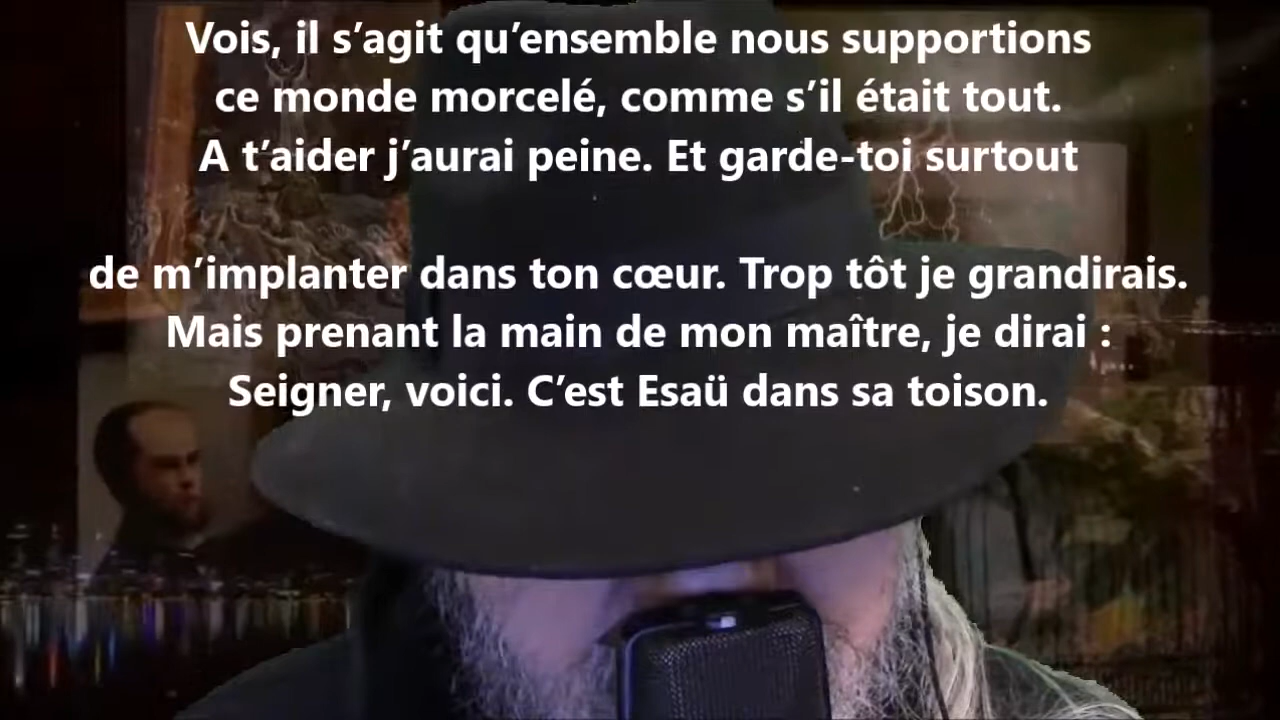 Vois, il s’agit qu’ensemble nous supportions
ce monde morcelé, comme s’il était tout.
A t’aider j’aurai peine. Et garde-toi surtout
de m’implanter dans ton cœur. Trop tôt je grandirais.
Mais prenant la main de mon maître, je dirai :
Seigner, voici. C’est Esaü dans sa toison.